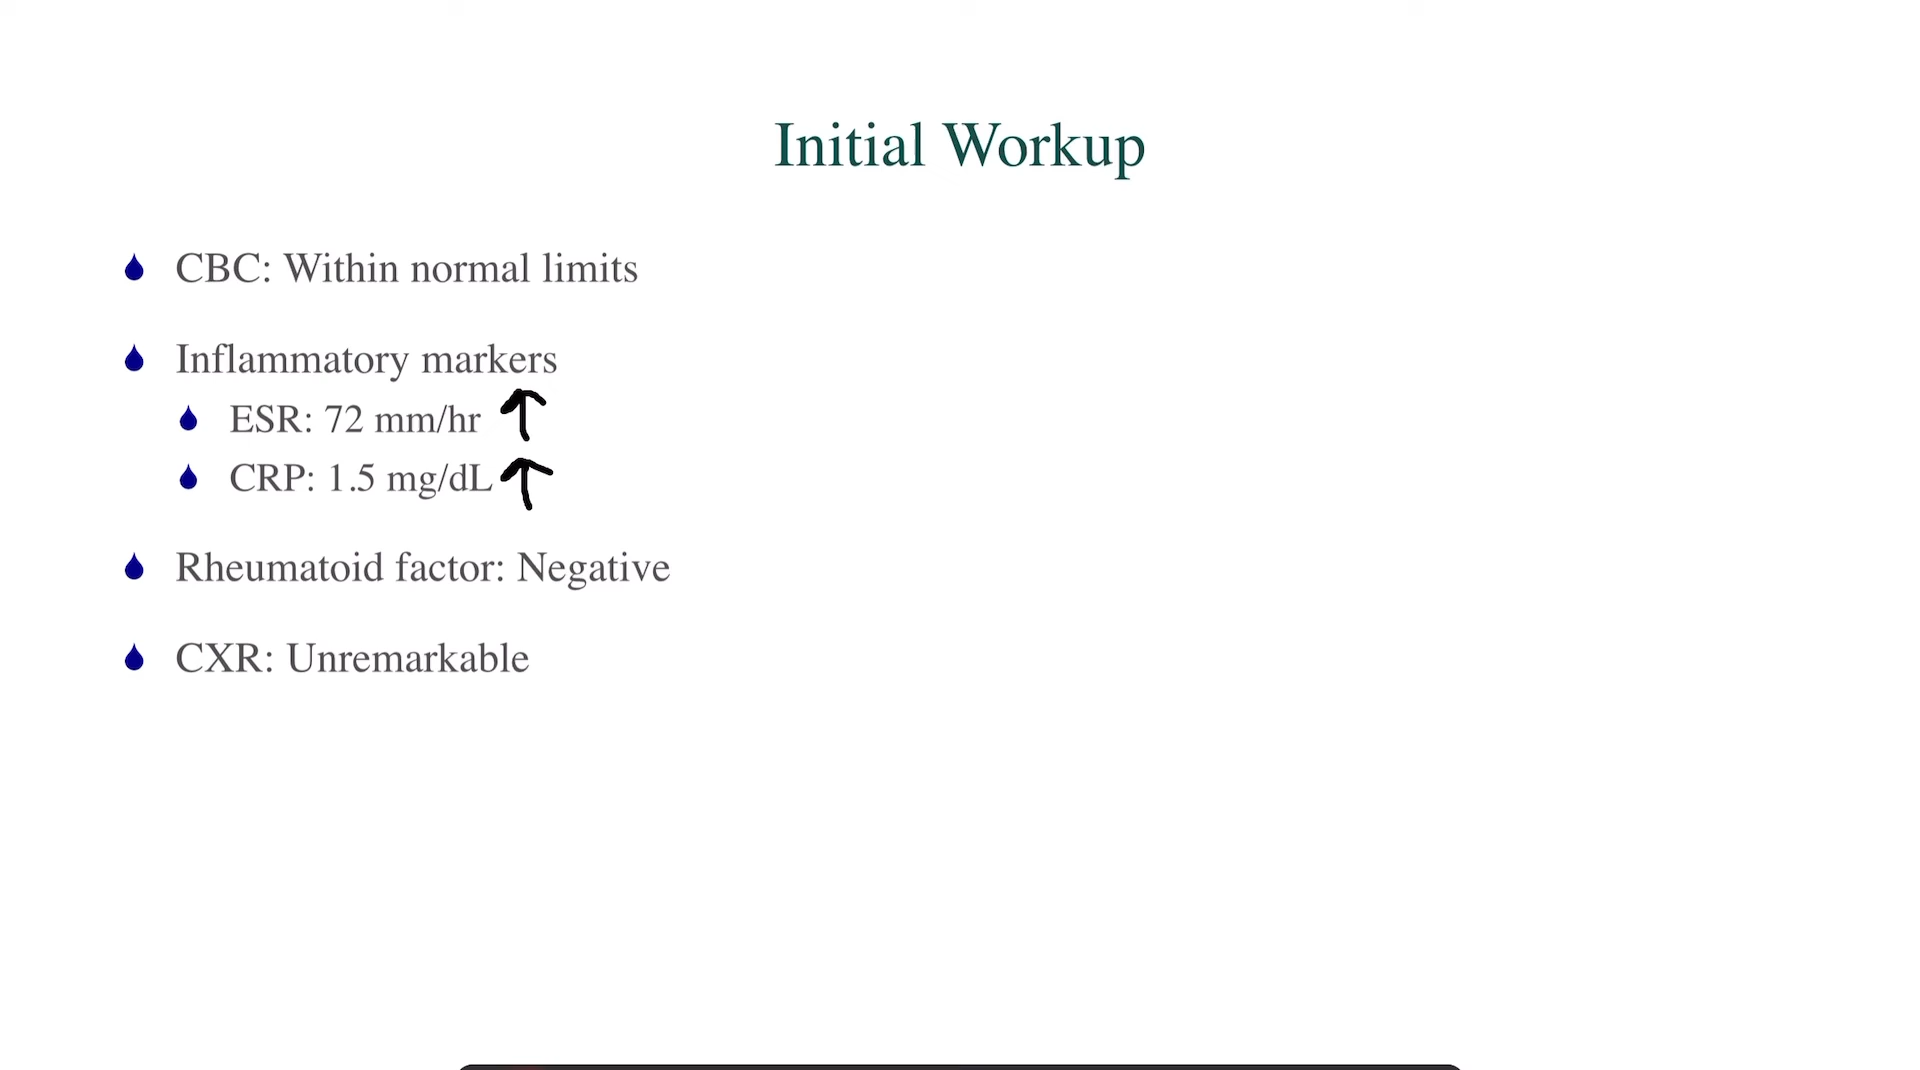 Initial Workup
CBC: Within normal limits
Inflammatory markers
ESR: 72 mm/hr ↑
CRP: 1.5 mg/dL ↑
Rheumatoid factor: Negative
CXR: Unremarkable